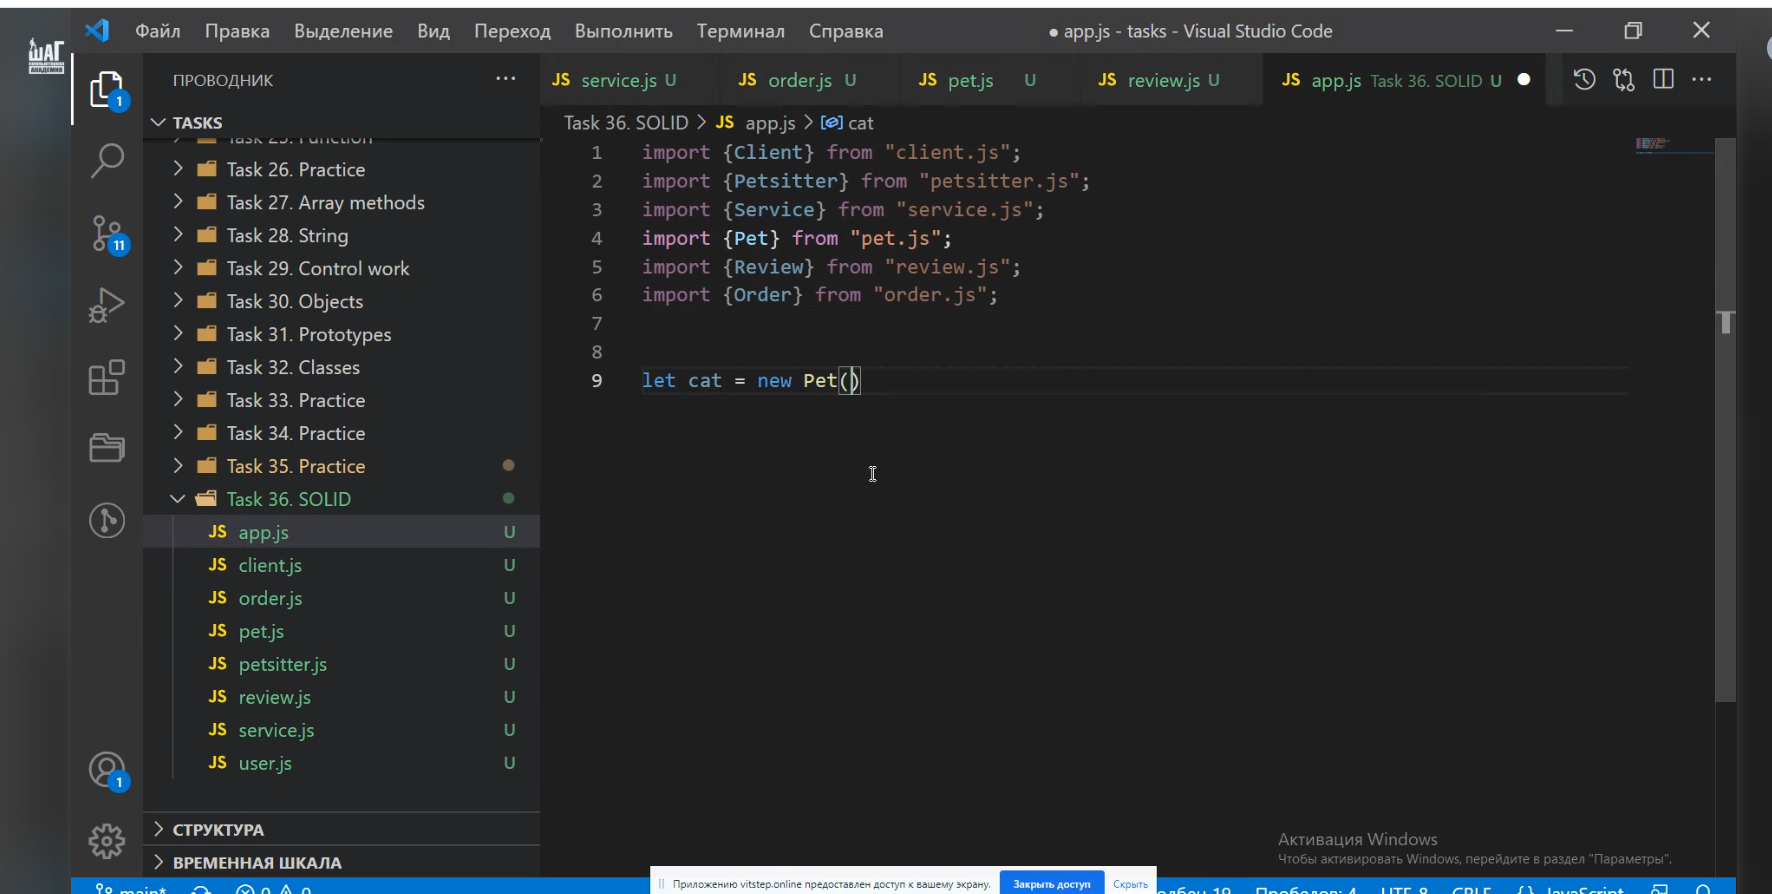 ШАГ
Файл Правка Выделение Вид Переход Выполнить Терминал Справка
● app.js - tasks - Visual Studio Code
ПРОВОДНИК ...
JS service.js U JS order.js U JS pet.js U JS review.js U JS app.js Task 36. SOLID U
TASKS
Task 36. SOLID > JS app.js > cat
Task 25. Function
Task 26. Practice
Task 27. Array methods
Task 28. String
Task 29. Control work
Task 30. Objects
Task 31. Prototypes
Task 32. Classes
Task 33. Practice
Task 34. Practice
Task 35. Practice
Task 36. SOLID
JS app.js U
JS client.js U
JS order.js U
JS pet.js U
JS petsitter.js U
JS review.js U
JS service.js U
JS user.js U
СТРУКТУРА
ВРЕМЕННАЯ ШКАЛА
1
11
1
1 import {Client} from "client.js";
2 import {Petsitter} from "petsitter.js";
3 import {Service} from "service.js";
4 import {Pet} from "pet.js";
5 import {Review} from "review.js";
6 import {Order} from "order.js";
7
8
9 let cat = new Pet()
Активация Windows
Чтобы активировать Windows, перейдите в раздел "Параметры".
Приложению vitstep.online предоставлен доступ к вашему экрану. Закрыть доступ Скрыть
main* 0 0
19 Пробелов: 4 UTF-8 CRLF {} JavaScript